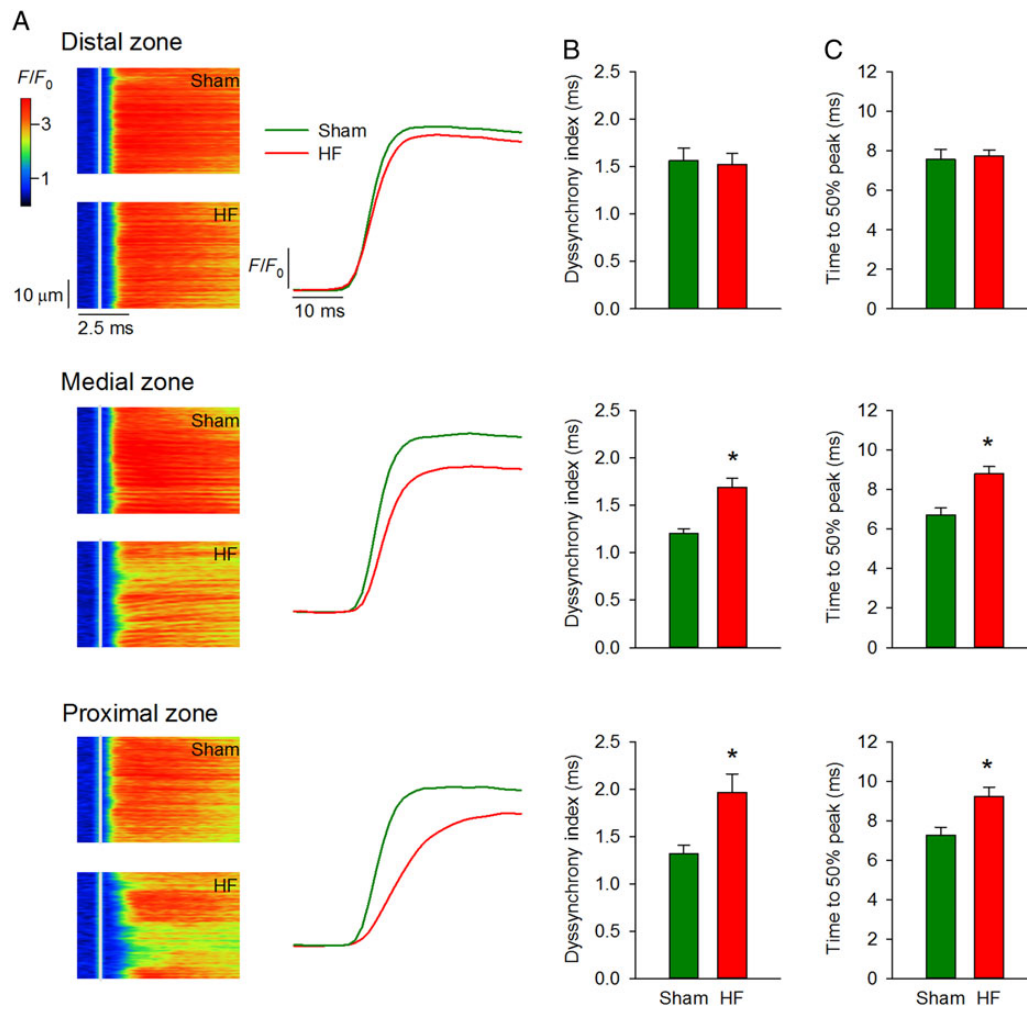 A
Distal zone
F/F0
3
1
Sham
HF
10 μm
2.5 ms
Sham
HF
F/F0
10 ms
B
Dyssynchrony index (ms)
2.5
2.0
1.5
1.0
0.5
0.0
C
Time to 50% peak (ms)
12
10
8
6
4
2
0
Medial zone
Sham
HF
Dyssynchrony index (ms)
2.5
2.0
1.5
1.0
0.5
0.0
*
Time to 50% peak (ms)
12
10
8
6
4
2
0
*
Proximal zone
Sham
HF
Dyssynchrony index (ms)
2.5
2.0
1.5
1.0
0.5
0.0
*
Sham HF
Time to 50% peak (ms)
12
10
8
6
4
2
0
*
Sham HF